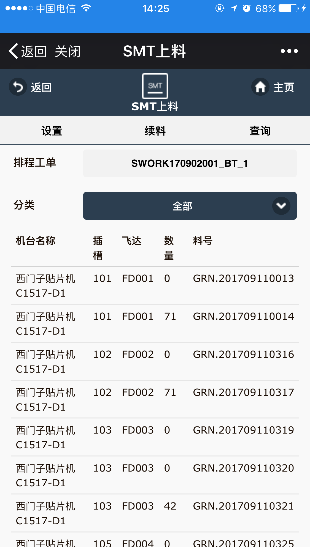 中国电信 14:25 68%
返回 关闭 SMT上料
返回 SMT 主页
SMT上料
设置 续料 查询
排程工单 SWORK170902001_BT_1
分类 全部
机台名称 插槽 飞达 数量 料号
西门子贴片机C1517-D1 101 FD001 0 GRN.201709110013
西门子贴片机C1517-D1 101 FD001 71 GRN.201709110014
西门子贴片机C1517-D1 102 FD002 0 GRN.201709110316
西门子贴片机C1517-D1 102 FD002 71 GRN.201709110317
西门子贴片机C1517-D1 103 FD003 0 GRN.201709110319
西门子贴片机C1517-D1 103 FD003 0 GRN.201709110320
西门子贴片机C1517-D1 103 FD003 42 GRN.201709110321
西门子贴片机 105 FD004 0 GRN.201709110325